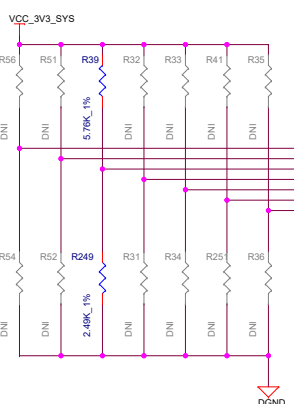 VCC_3V3_SYS
R56 R51 R39 R32 R33 R41 R35
DNI DNI 5.76K_1% DNI DNI DNI DNI
R54 R52 R249 R31 R34 R251 R36
DNI DNI 2.49K_1% DNI DNI DNI DNI
DGND